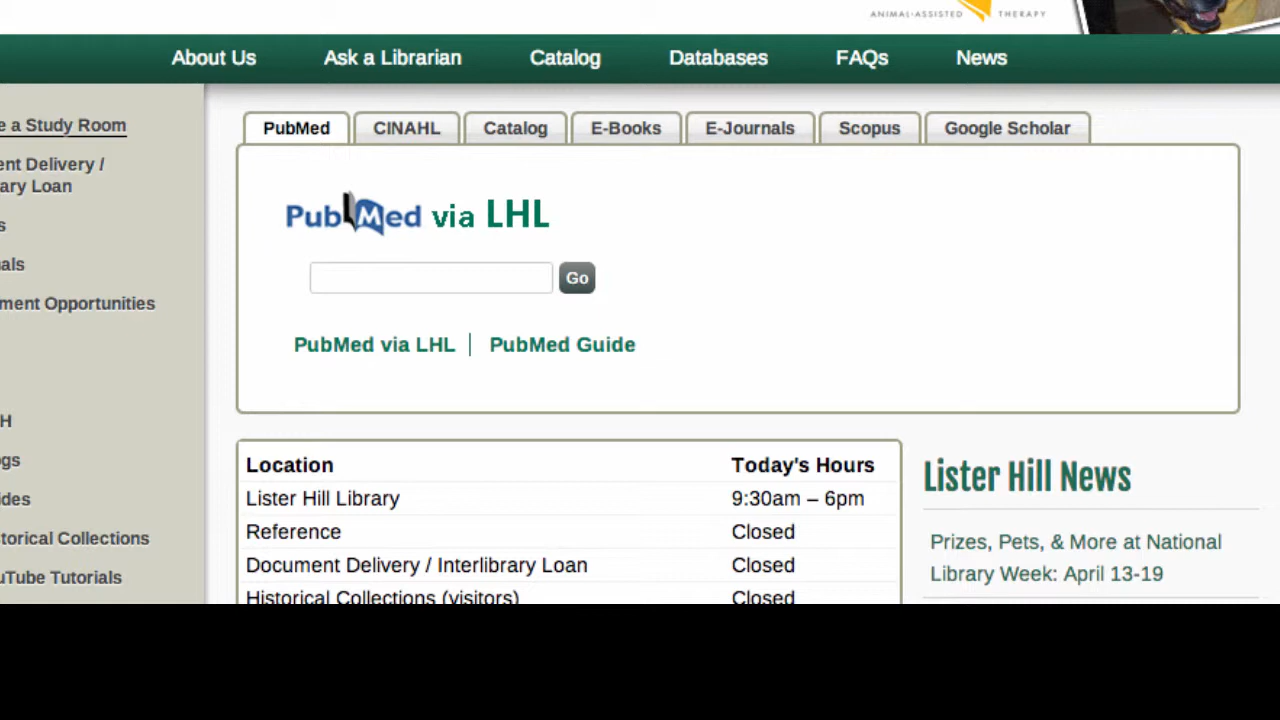 ANIMAL-ASSISTED THERAPY
About Us Ask a Librarian Catalog Databases FAQs News
e a Study Room
ent Delivery /
ary Loan
s
als
ment Opportunities
H
gs
ides
torical Collections
uTube Tutorials
PubMed CINAHL Catalog E-Books E-Journals Scopus Google Scholar
PubMed via LHL
Go
PubMed via LHL | PubMed Guide
Location Today's Hours
Lister Hill Library 9:30am – 6pm
Reference Closed
Document Delivery / Interlibrary Loan Closed
Historical Collections (visitors) Closed
Lister Hill News
Prizes, Pets, & More at National
Library Week: April 13-19